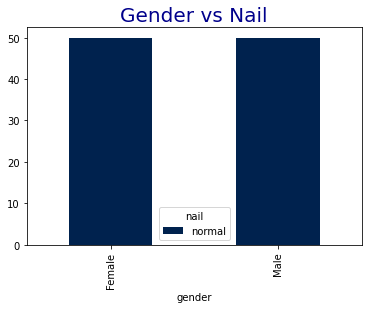 Gender vs Nail
50
40
30
20
10
0
nail
normal
Female
Male
gender